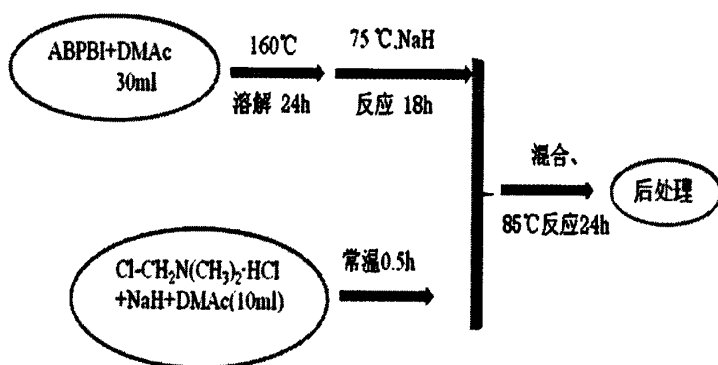 ABPBI+DMAc
30ml
160℃
溶解 24h
75 ℃,NaH
反应 18h
混合、
85℃反应24h
后处理
Cl-CH₂N(CH₃)₂·HCl
+NaH+DMAc(10ml)
常温0.5h